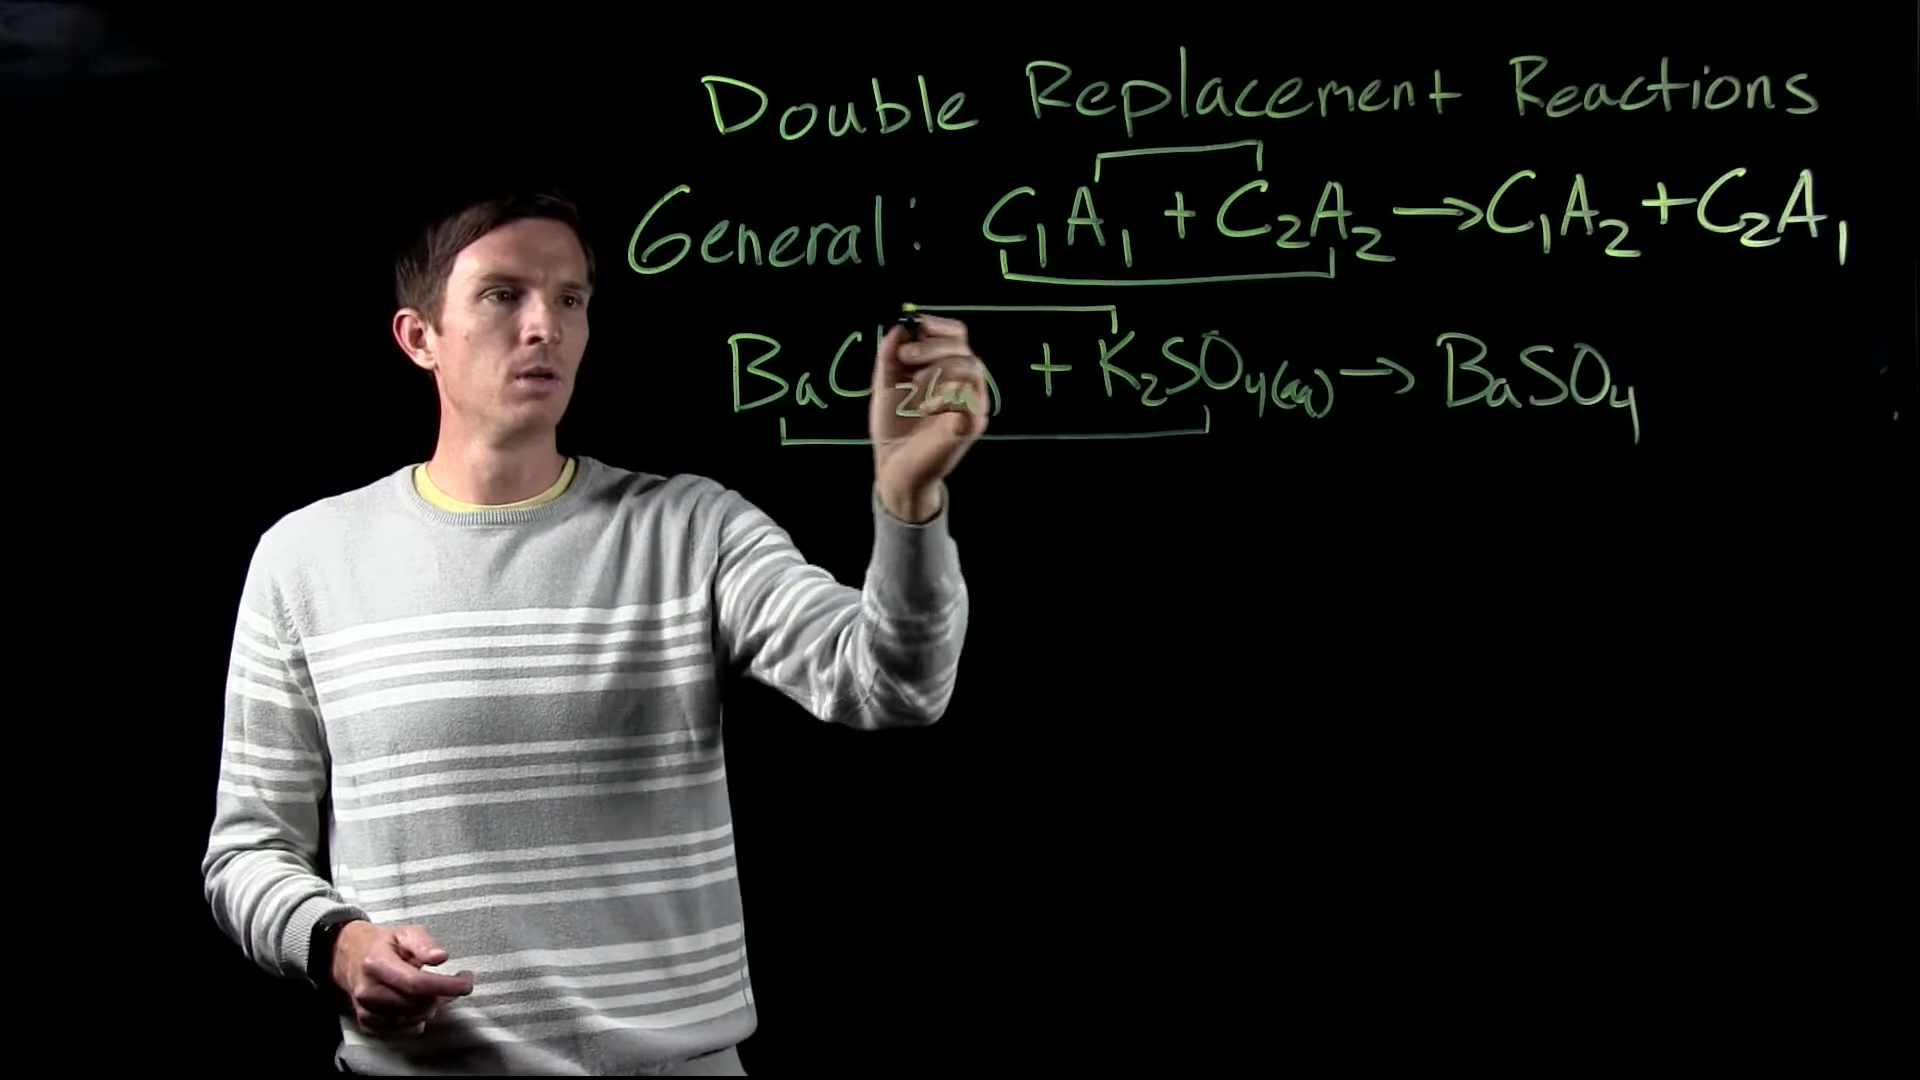 Double Replacement Reactions
General: C₁A₁ + C₂A₂ → C₁A₂ + C₂A₁
BaCl₂(aq) + K₂SO₄(aq) → BaSO₄